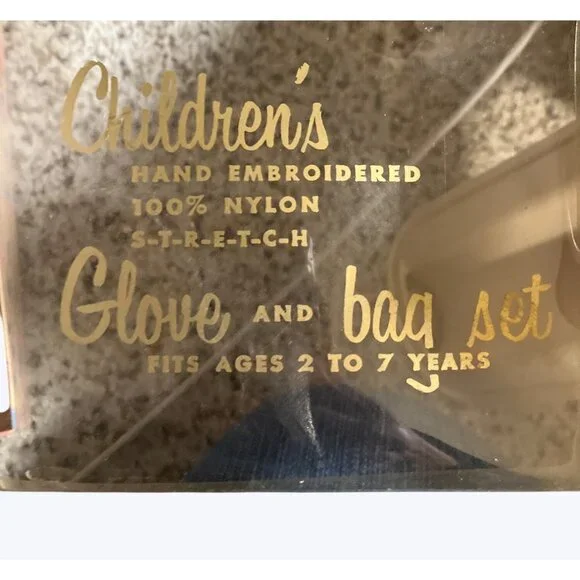 Children's
HAND EMBROIDERED
100% NYLON
S-T-R-E-T-C-H
Glove AND bag set
FITS AGES 2 TO 7 YEARS